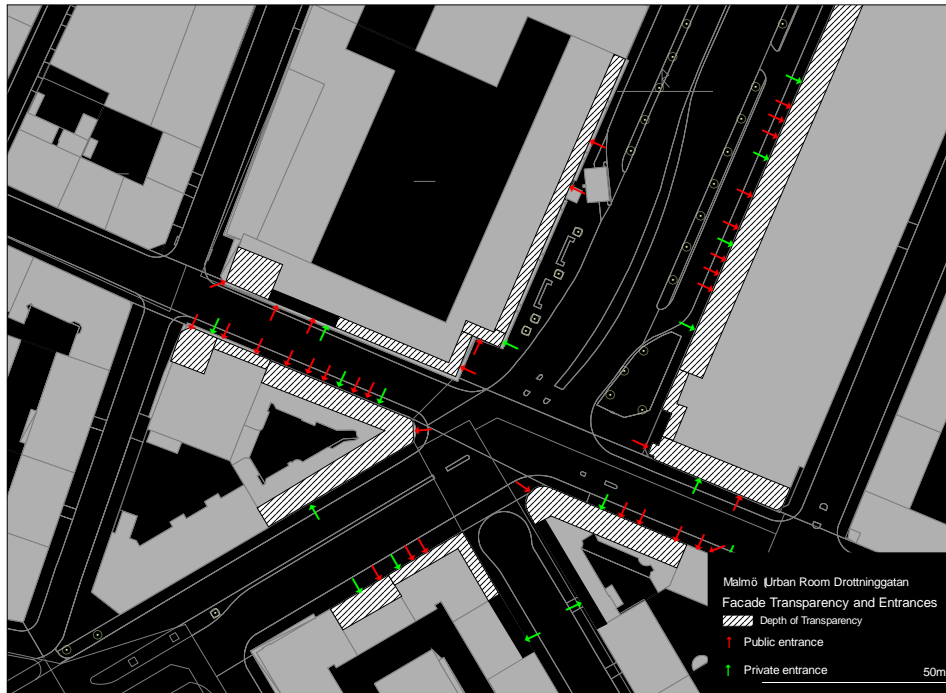 Malmö | Urban Room Drottninggatan
Facade Transparency and Entrances
Depth of Transparency
Public entrance
Private entrance
50m